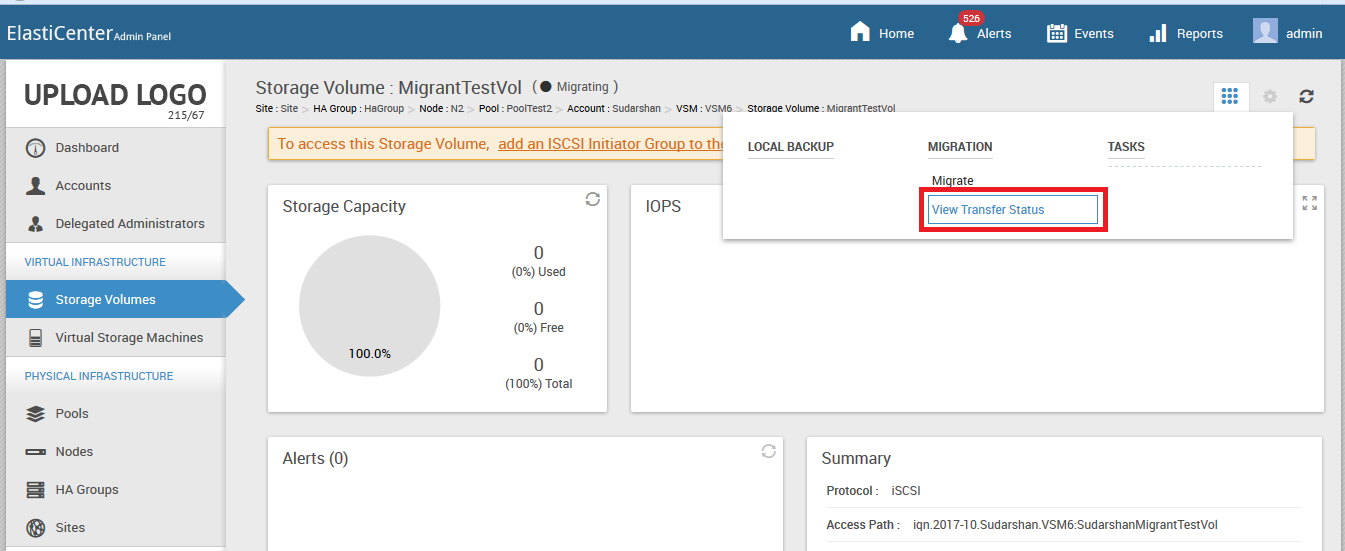 ElastiCenter Admin Panel
Home
526
Alerts
Events
Reports
admin
UPLOAD LOGO
215/67
Dashboard
Accounts
Delegated Administrators
VIRTUAL INFRASTRUCTURE
Storage Volumes
Virtual Storage Machines
PHYSICAL INFRASTRUCTURE
Pools
Nodes
HA Groups
Sites
Storage Volume : MigrantTestVol ( Migrating )
Site : Site > HA Group : HaGroup > Node : N2 > Pool : PoolTest2 > Account : Sudarshan > VSM : VSM6 > Storage Volume : MigrantTestVol
To access this Storage Volume, add an ISCSI Initiator Group to the
LOCAL BACKUP
MIGRATION
Migrate
View Transfer Status
TASKS
Storage Capacity
100.0%
0
(0%) Used
0
(0%) Free
0
(100%) Total
IOPS
Alerts (0)
Summary
Protocol : iSCSI
Access Path : iqn.2017-10.Sudarshan.VSM6:SudarshanMigrantTestVol